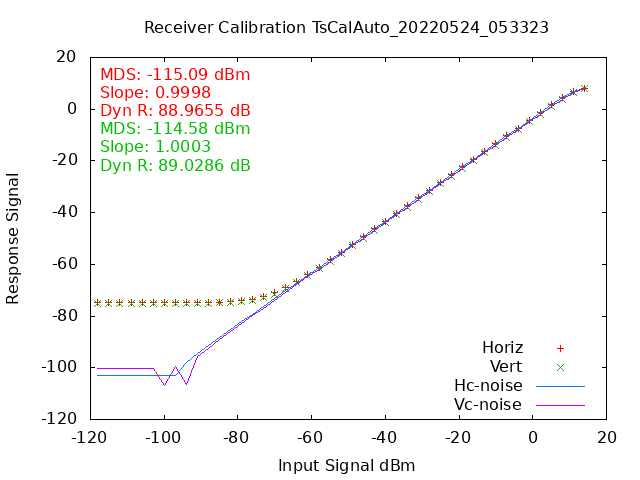 Receiver Calibration TsCalAuto_20220524_053323
20
0
-20
-40
-60
-80
-100
-120
Response Signal
MDS: -115.09 dBm
Slope: 0.9998
Dyn R: 88.9655 dB
MDS: -114.58 dBm
Slope: 1.0003
Dyn R: 89.0286 dB
Horiz
Vert
Hc-noise
Vc-noise
-120 -100 -80 -60 -40 -20 0 20
Input Signal dBm